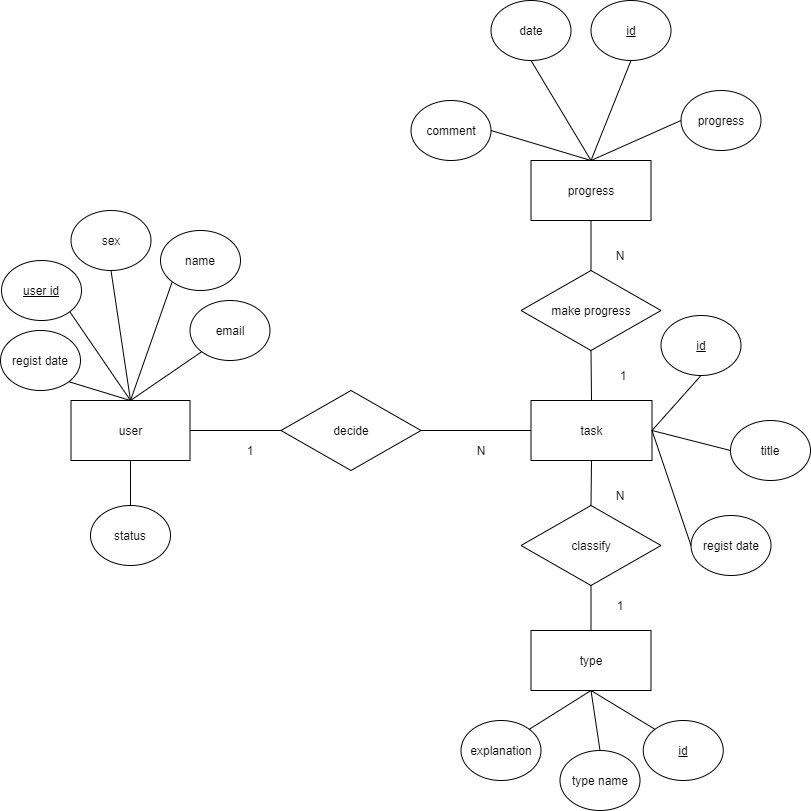 date
id
comment
progress
progress
N
make progress
1
sex
name
user id
email
regist date
user
1
decide
N
task
id
title
regist date
status
N
classify
1
type
explanation
type name
id